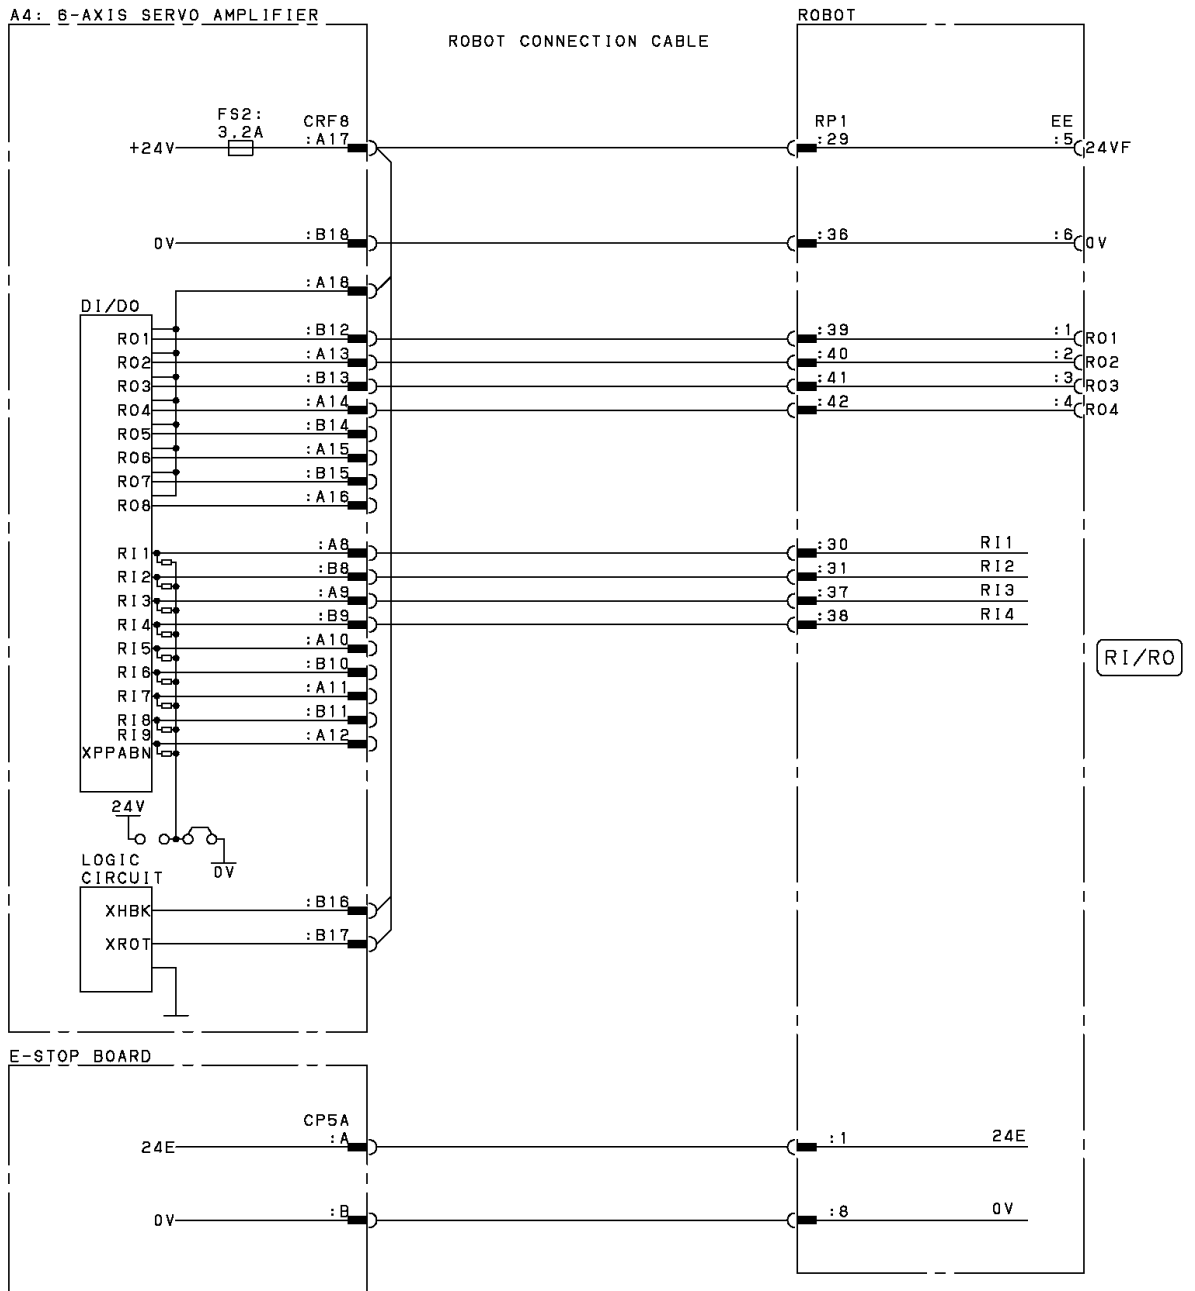 A4: 6-AXIS SERVO AMPLIFIER
ROBOT
ROBOT CONNECTION CABLE
FS2:
3.2A
CRF8
RP1
EE
+24V
:A17
:29
:5
24VF
0V
:B18
:36
:6
0V
:A18
DI/DO
RO1
:B12
:39
:1
RO1
RO2
:A13
:40
:2
RO2
RO3
:B13
:41
:3
RO3
RO4
:A14
:42
:4
RO4
RO5
:B14
RO6
:A15
RO7
:B15
RO8
:A16
RI1
:A8
:30
RI1
RI2
:B8
:31
RI2
RI3
:A9
:37
RI3
RI4
:B9
:38
RI4
RI5
:A10
RI6
:B10
RI/RO
RI7
:A11
RI8
:B11
RI9
:A12
XPPABN
24V
0V
LOGIC
CIRCUIT
XHBK
:B16
XROT
:B17
E-STOP BOARD
CP5A
24E
:A
:1
24E
0V
:B
:8
0V